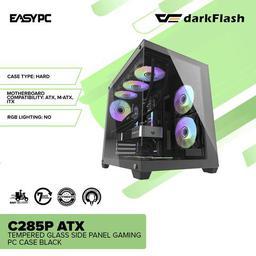 EASYPC
darkFlash
CASE TYPE: HARD
MOTHERBOARD
COMPATIBILITY: ATX, M-ATX,
ITX
RGB LIGHTING: NO
C285P ATX
TEMPERED GLASS SIDE PANEL GAMING
PC CASE BLACK